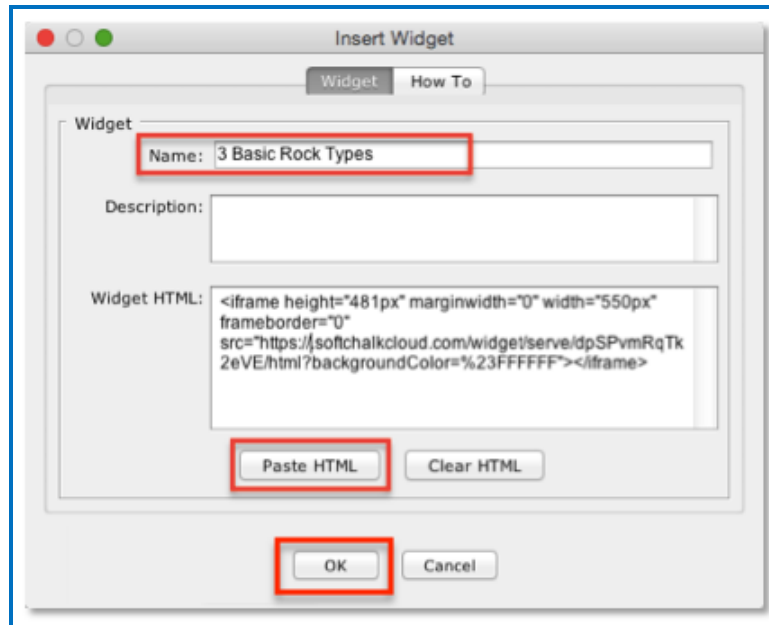 Insert Widget
Widget How To
Widget
Name: 3 Basic Rock Types
Description:
Widget HTML: <iframe height="481px" marginwidth="0" width="550px"
frameborder="0"
src="https://.softchalkcloud.com/widget/serve/dpSPvmRqTk
2eVE/html?backgroundColor=%23FFFFFF"></iframe>
Paste HTML Clear HTML
OK Cancel